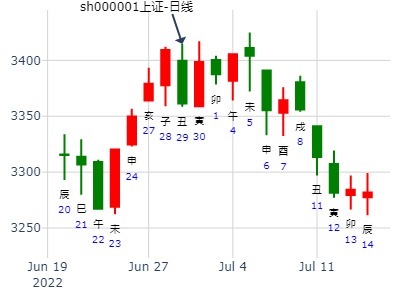 sh000001上证-日线
3400
3350
3300
3250
辰
20
巳
21
午
22
未
23
申
24
亥
27
子
28
丑
29
寅
30
卯
1
午
4
未
5
申
6
酉
7
戌
8
丑
11
寅
12
卯
13
辰
14
Jun 19
2022
Jun 27
Jul 4
Jul 11